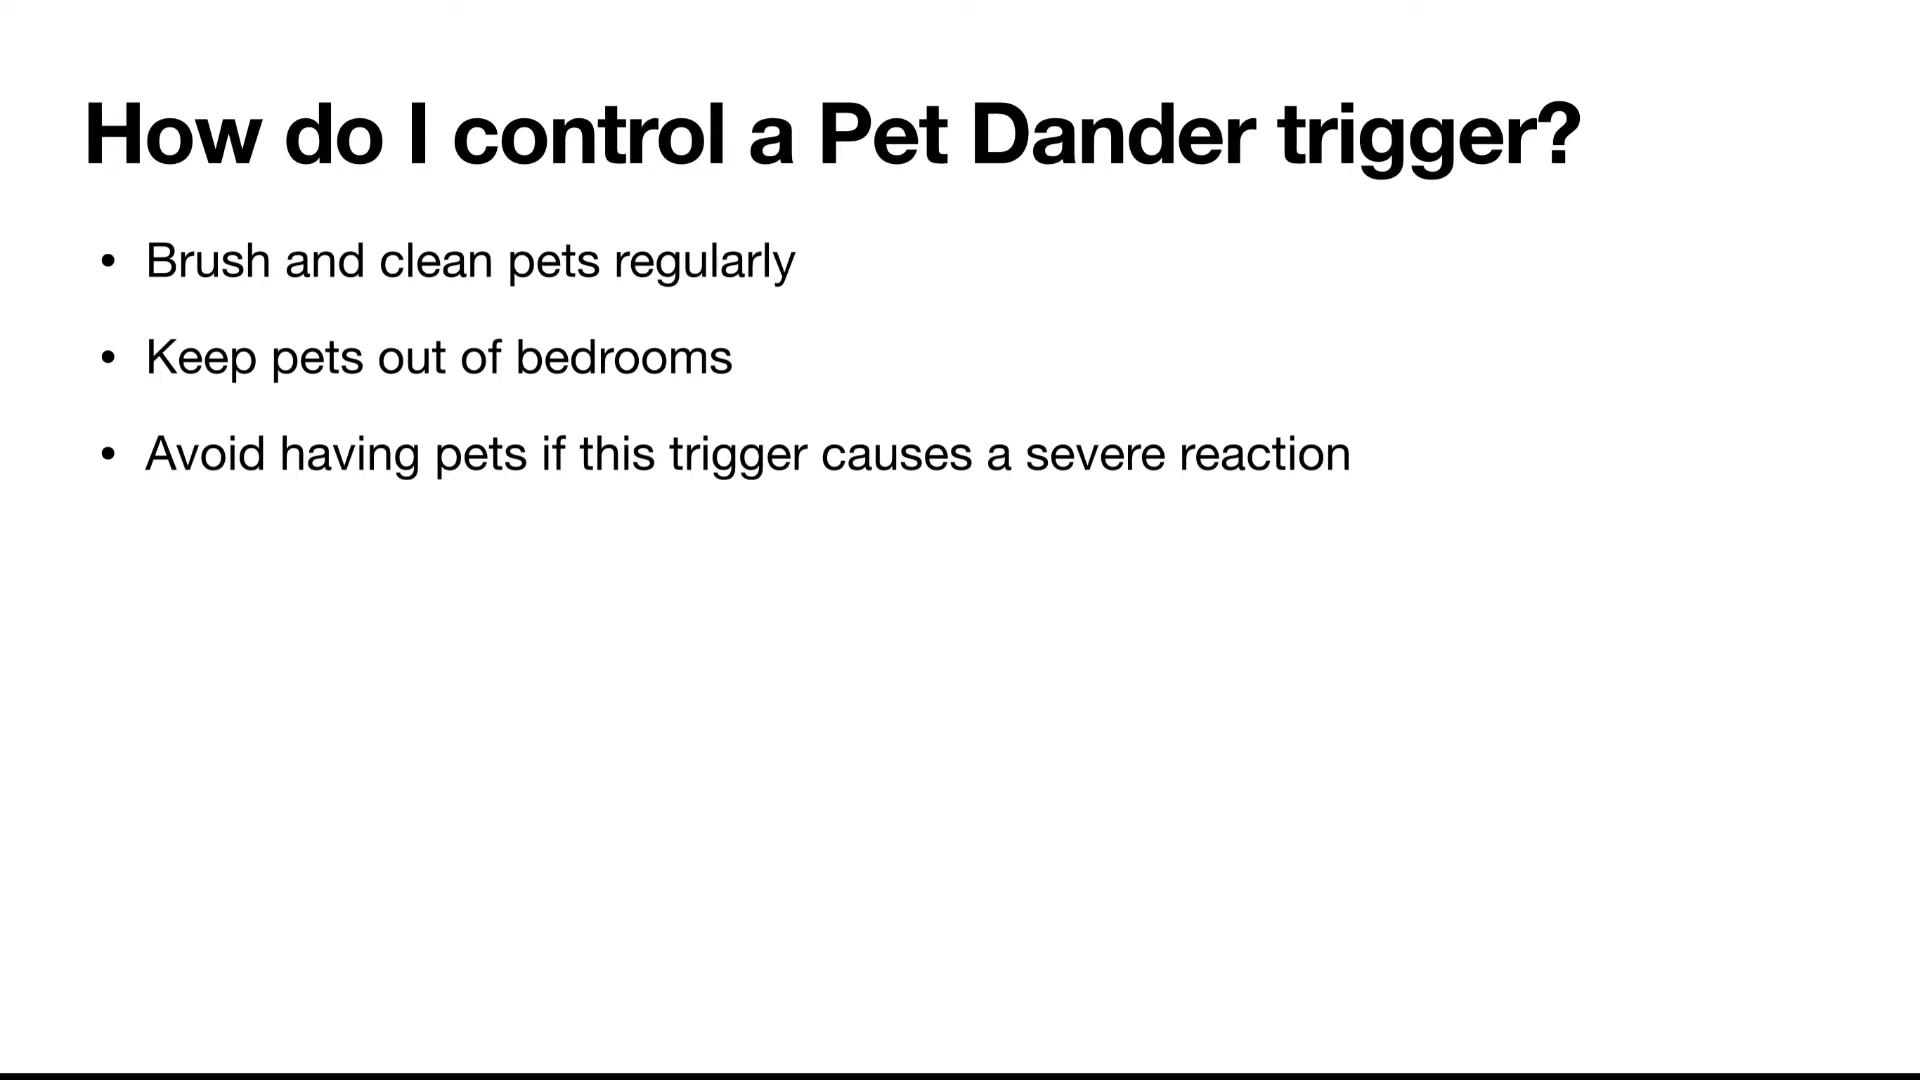 How do I control a Pet Dander trigger?
• Brush and clean pets regularly
• Keep pets out of bedrooms
• Avoid having pets if this trigger causes a severe reaction